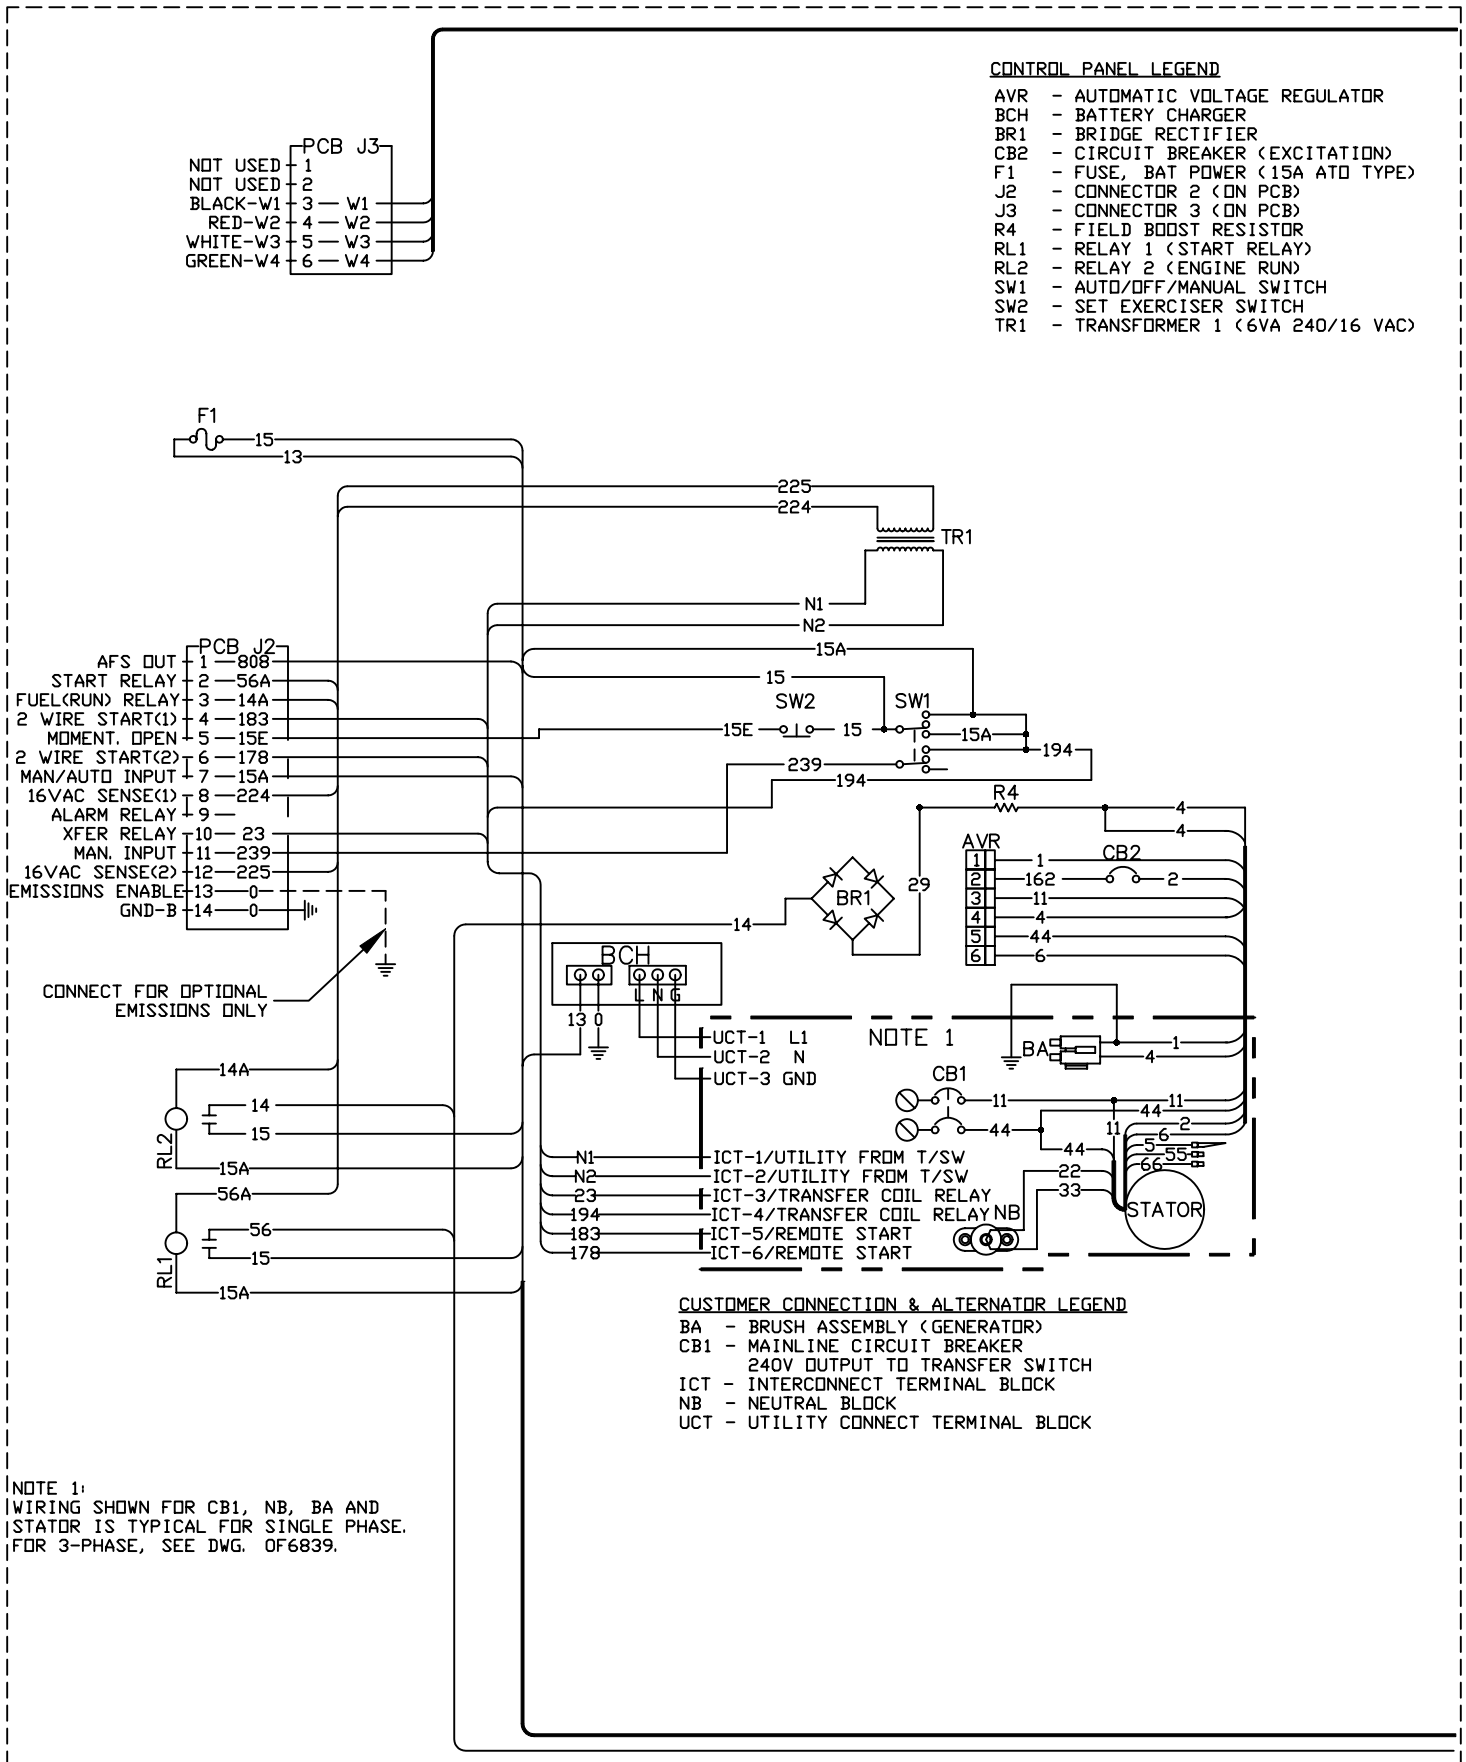 CONTROL PANEL LEGEND
AVR - AUTOMATIC VOLTAGE REGULATOR
BCH - BATTERY CHARGER
BR1 - BRIDGE RECTIFIER
CB2 - CIRCUIT BREAKER (EXCITATION)
F1 - FUSE, BAT POWER (15A ATO TYPE)
J2 - CONNECTOR 2 (ON PCB)
J3 - CONNECTOR 3 (ON PCB)
R4 - FIELD BOOST RESISTOR
RL1 - RELAY 1 (START RELAY)
RL2 - RELAY 2 (ENGINE RUN)
SW1 - AUTO/OFF/MANUAL SWITCH
SW2 - SET EXERCISER SWITCH
TR1 - TRANSFORMER 1 (6VA 240/16 VAC)
PCB J3
NOT USED 1
NOT USED 2
BLACK-W1 3 W1
RED-W2 4 W2
WHITE-W3 5 W3
GREEN-W4 6 W4
F1
15
13
225
224
TR1
N1
N2
15A
15
SW2 SW1
15E 15 15A
194
239
194
PCB J2
AFS OUT 1 808
START RELAY 2 56A
FUEL(RUN) RELAY 3 14A
2 WIRE START(1) 4 183
MOMENT. OPEN 5 15E
2 WIRE START(2) 6 178
MAN/AUTO INPUT 7 15A
16VAC SENSE(1) 8 224
ALARM RELAY 9
XFER RELAY 10 23
MAN. INPUT 11 239
16VAC SENSE(2) 12 225
EMISSIONS ENABLE 13 0
GND-B 14 0
CONNECT FOR OPTIONAL
EMISSIONS ONLY
R4
4
4
AVR
CB2
1 1
2 162 2
3 11
4 4
5 44
6 6
BR1
29
14
BCH
L N G
13 0
UCT-1 L1
UCT-2 N
UCT-3 GND
NOTE 1
BA
1
4
CB1
11 11
44
44 11 2
6
44 5
55
66
22
33
STATOR
NB
14A
14
15
RL2
15A
56A
56
15
RL1
15A
N1 ICT-1/UTILITY FROM T/SW
N2 ICT-2/UTILITY FROM T/SW
23 ICT-3/TRANSFER COIL RELAY
194 ICT-4/TRANSFER COIL RELAY
183 ICT-5/REMOTE START
178 ICT-6/REMOTE START
CUSTOMER CONNECTION & ALTERNATOR LEGEND
BA - BRUSH ASSEMBLY (GENERATOR)
CB1 - MAINLINE CIRCUIT BREAKER
240V OUTPUT TO TRANSFER SWITCH
ICT - INTERCONNECT TERMINAL BLOCK
NB - NEUTRAL BLOCK
UCT - UTILITY CONNECT TERMINAL BLOCK
NOTE 1:
WIRING SHOWN FOR CB1, NB, BA AND
STATOR IS TYPICAL FOR SINGLE PHASE.
FOR 3-PHASE, SEE DWG. 0F6839.